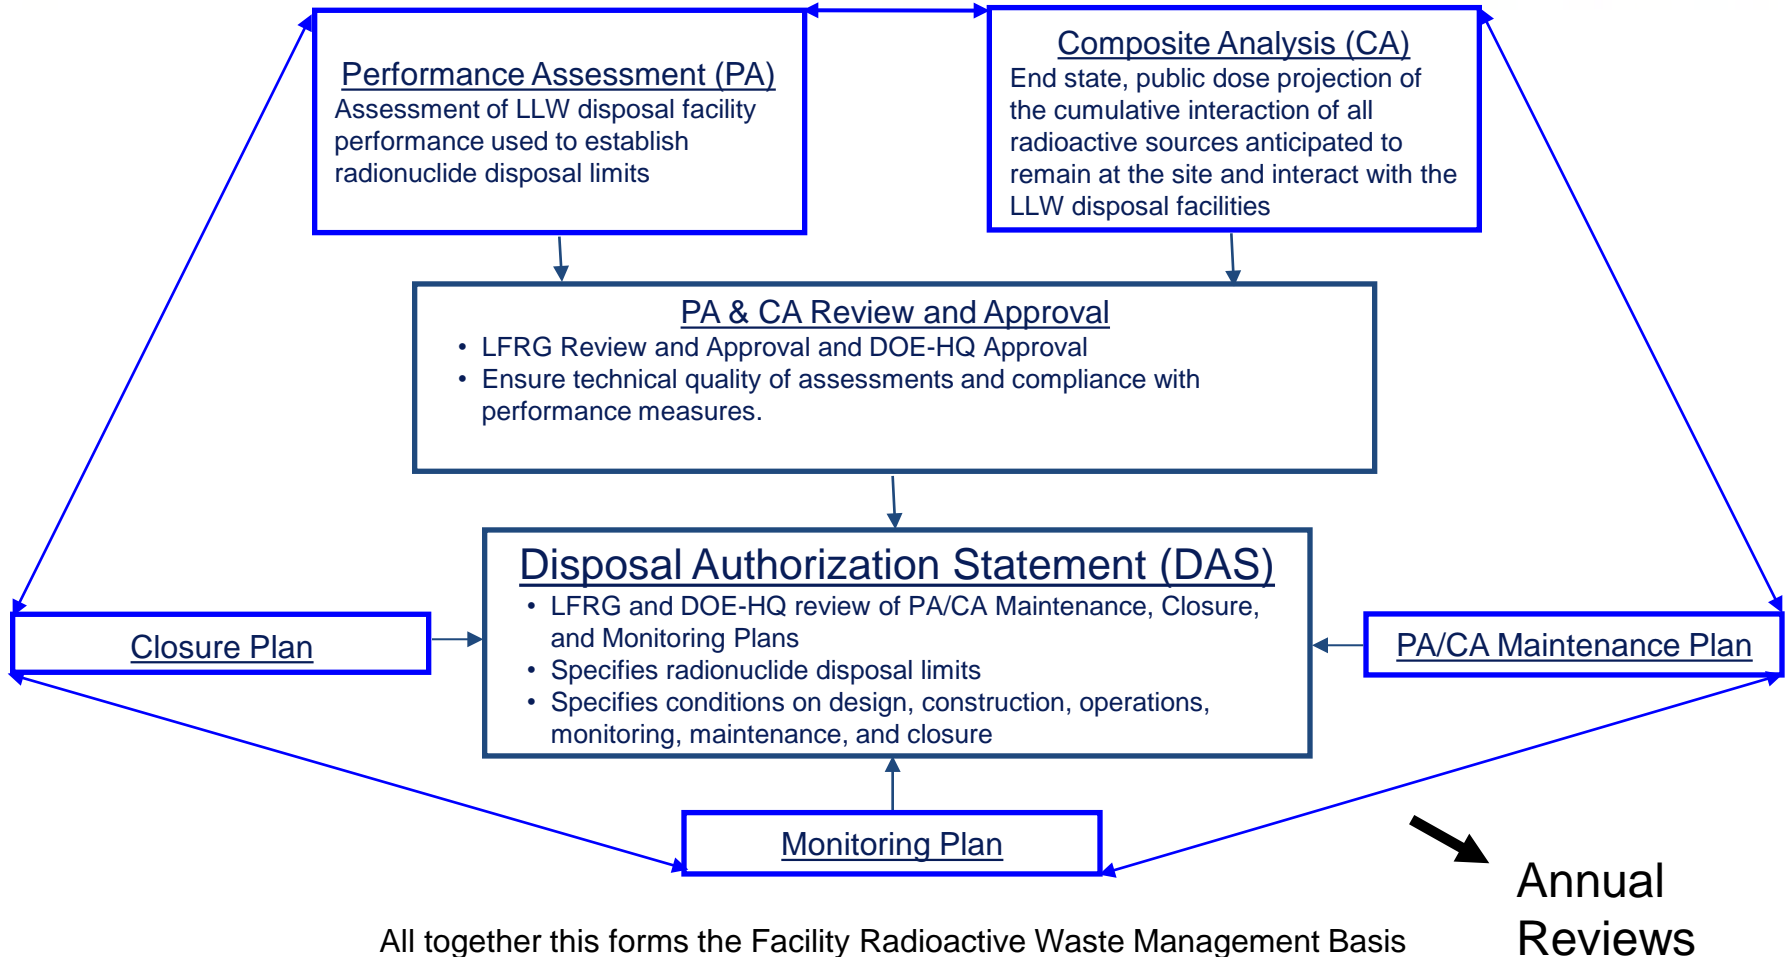 Performance Assessment (PA)
Assessment of LLW disposal facility
performance used to establish
radionuclide disposal limits
Composite Analysis (CA)
End state, public dose projection of
the cumulative interaction of all
radioactive sources anticipated to
remain at the site and interact with the
LLW disposal facilities
PA & CA Review and Approval
• LFRG Review and Approval and DOE-HQ Approval
• Ensure technical quality of assessments and compliance with
performance measures.
Disposal Authorization Statement (DAS)
• LFRG and DOE-HQ review of PA/CA Maintenance, Closure,
and Monitoring Plans
• Specifies radionuclide disposal limits
• Specifies conditions on design, construction, operations,
monitoring, maintenance, and closure
Closure Plan
PA/CA Maintenance Plan
Monitoring Plan
Annual
Reviews
All together this forms the Facility Radioactive Waste Management Basis